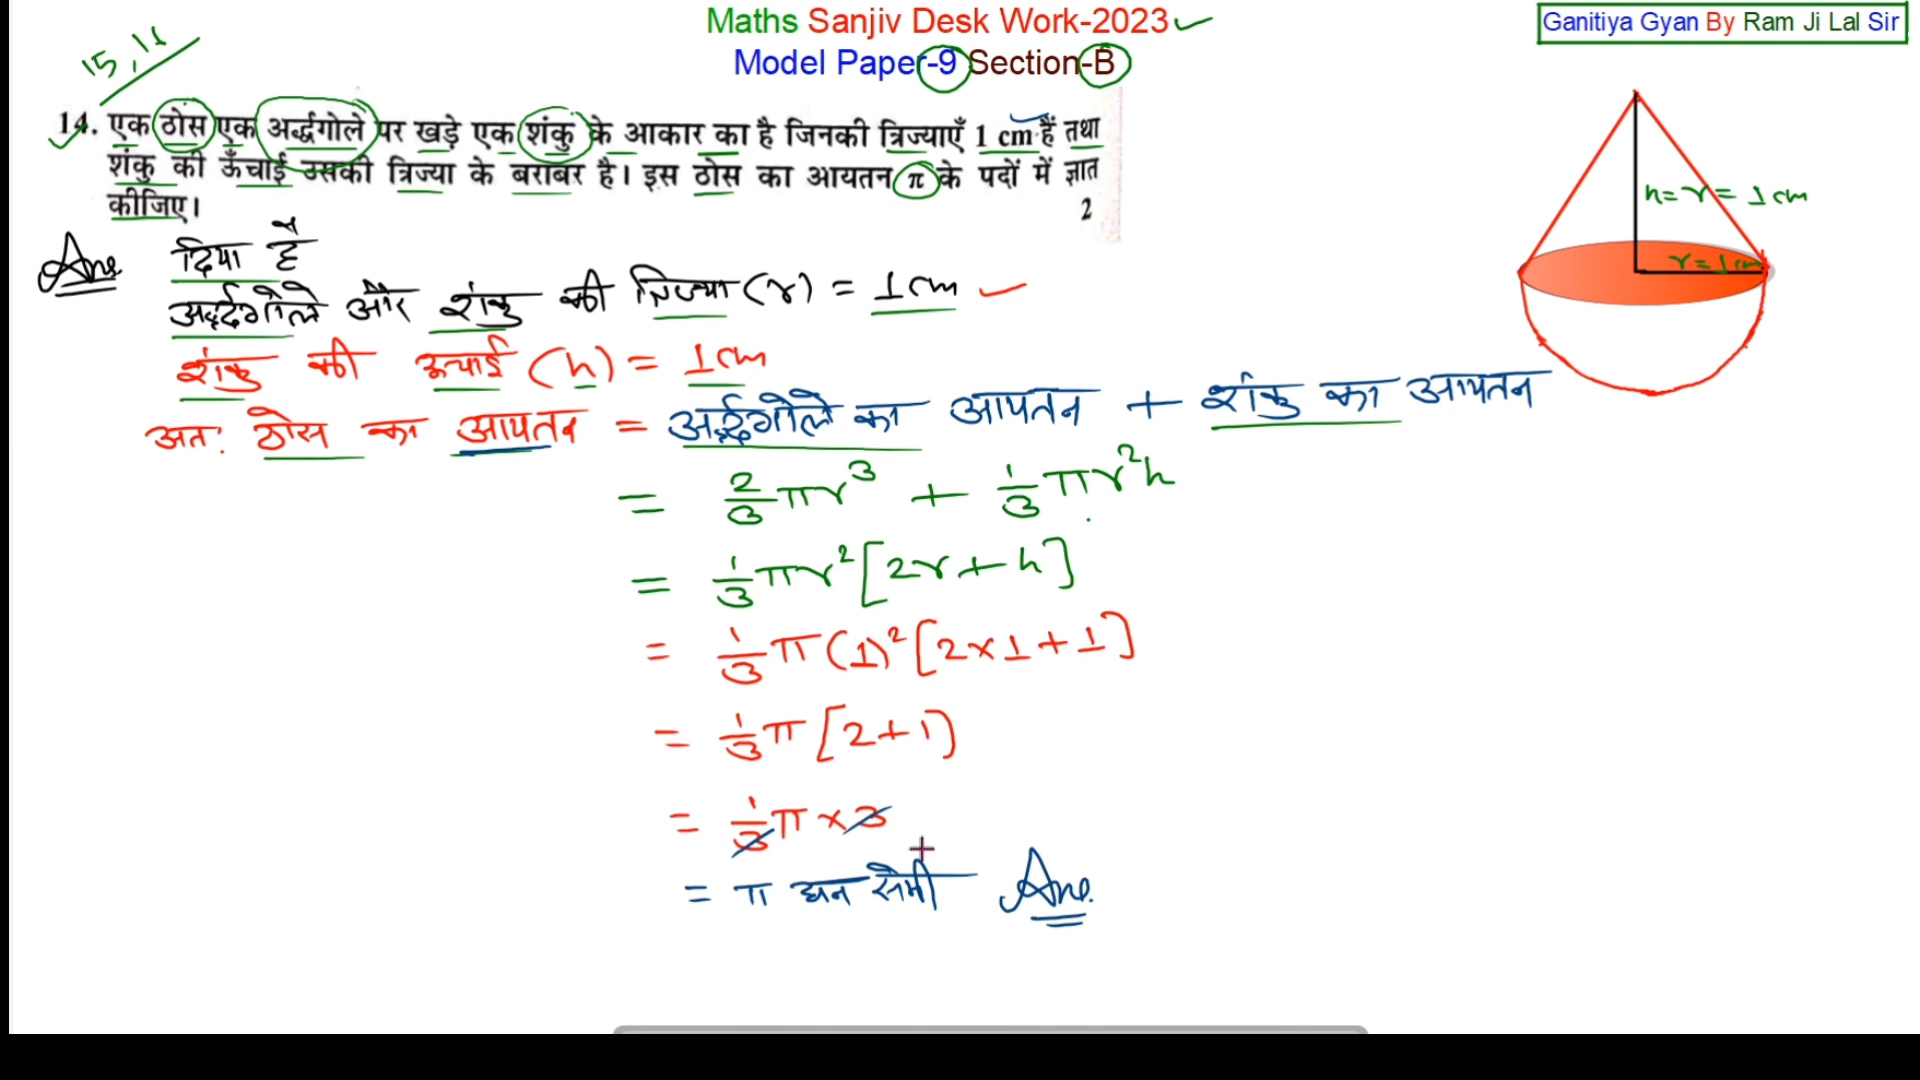 Maths Sanjiv Desk Work-2023
Model Paper-9 Section-B
Ganitiya Gyan By Ram Ji Lal Sir
15, 11
14. एक ठोस एक अर्द्धगोले पर खड़े एक शंकु के आकार का है जिनकी त्रिज्याएँ 1 cm हैं तथा
शंकु की ऊँचाई उसकी त्रिज्या के बराबर है। इस ठोस का आयतन π के पदों में ज्ञात
कीजिए।
2
h = r = 1 cm
r = 1 cm
Ans. दिया है
अर्द्धगोले और शंकु की त्रिज्या (r) = 1 cm
शंकु की ऊचाई (h) = 1 cm
अतः ठोस का आयतन = अर्द्धगोले का आयतन + शंकु का आयतन
= 2/3 πr³ + 1/3 πr²h
= 1/3 πr² [2r + h]
= 1/3 π (1)² [2×1+1]
= 1/3 π [2+1)
= 1/3 π × 3
= π घन सेमी Ans.